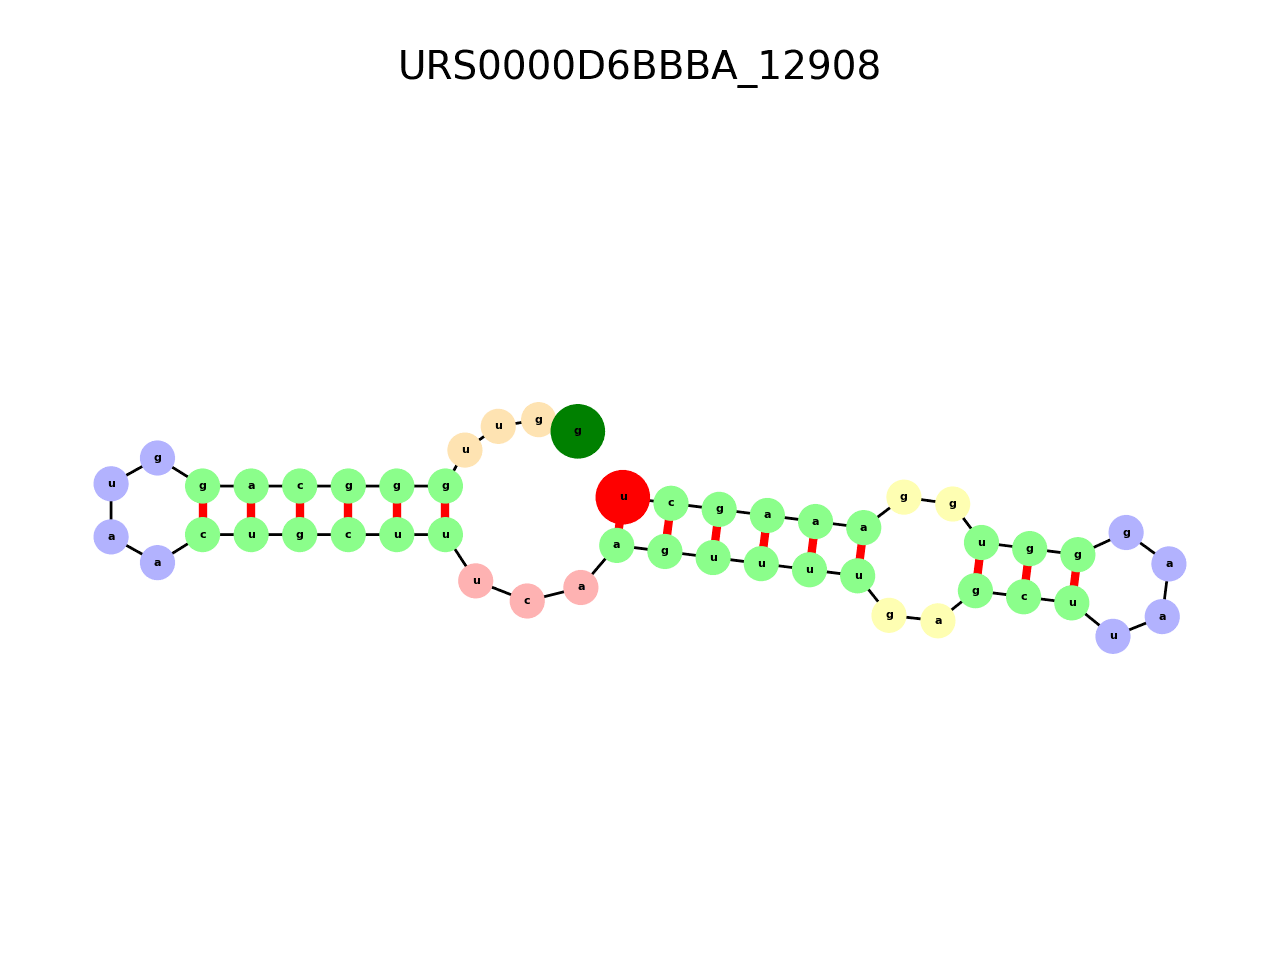 URS0000D6BBBA_12908
u g g a c g g g u u g g
u c g a a a g g u g g g a
a a c u g c u u u c a a g u u u u g a g c u u a